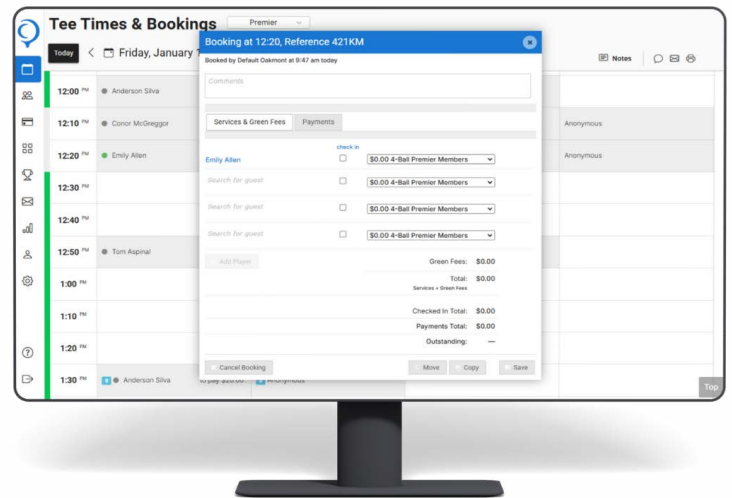 Tee Times & Bookings
Premier
Today
Friday, January 1
Notes
Booking at 12:20, Reference 421KM
Booked by Default Oakmont at 9:47 am today
Comments
Services & Green Fees
Payments
check in
Emily Allen
$0.00 4-Ball Premier Members
Search for guest
$0.00 4-Ball Premier Members
Search for guest
$0.00 4-Ball Premier Members
Search for guest
$0.00 4-Ball Premier Members
Add Player
Green Fees: $0.00
Total: $0.00
Services + Green Fees
Checked In Total: $0.00
Payments Total: $0.00
Outstanding: —
Cancel Booking
Move
Copy
Save
12:00 PM
Anderson Silva
12:10 PM
Conor McGreggor
Anonymous
12:20 PM
Emily Allen
Anonymous
12:30 PM
12:40 PM
12:50 PM
Tom Aspinal
1:00 PM
1:10 PM
1:20 PM
1:30 PM
Anderson Silva
to pay $20.00
Anonymous
Top